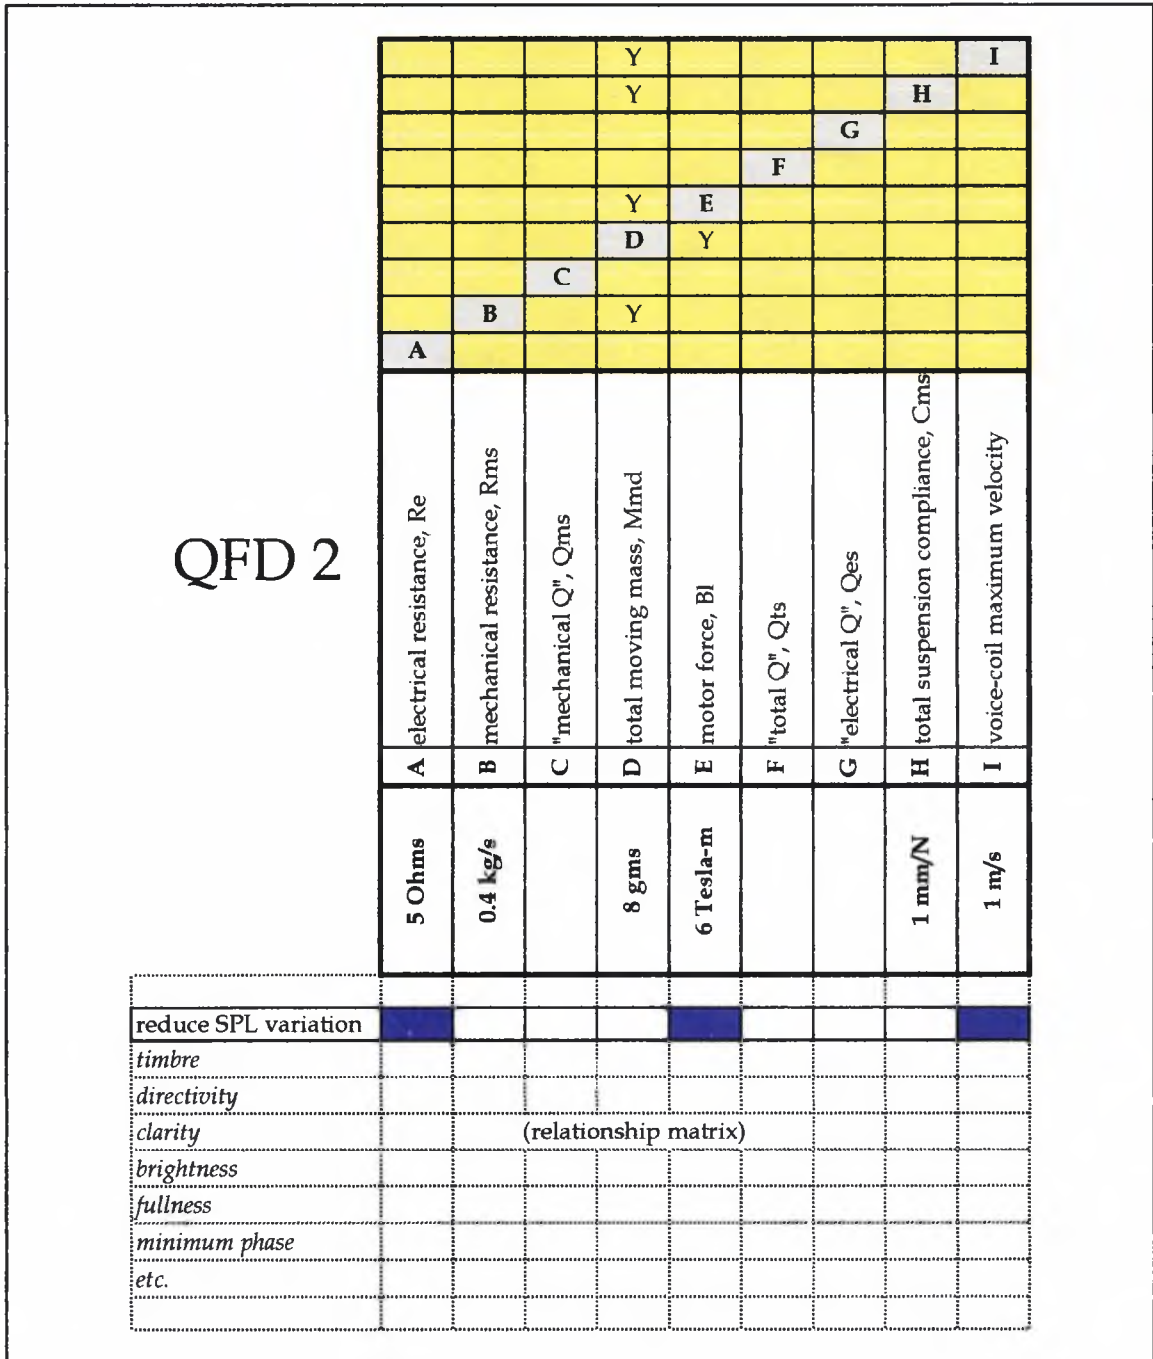 Y I
Y H
G
F
Y E
D Y
C
B Y
A
QFD 2
electrical resistance, Re
mechanical resistance, Rms
"mechanical Q", Qms
total moving mass, Mmd
motor force, Bl
"total Q", Qts
"electrical Q", Qes
total suspension compliance, Cms
voice-coil maximum velocity
A B C D E F G H I
5 Ohms
0.4 kg/s
8 gms
6 Tesla-m
1 mm/N
1 m/s
reduce SPL variation
timbre
directivity
clarity (relationship matrix)
brightness
fullness
minimum phase
etc.